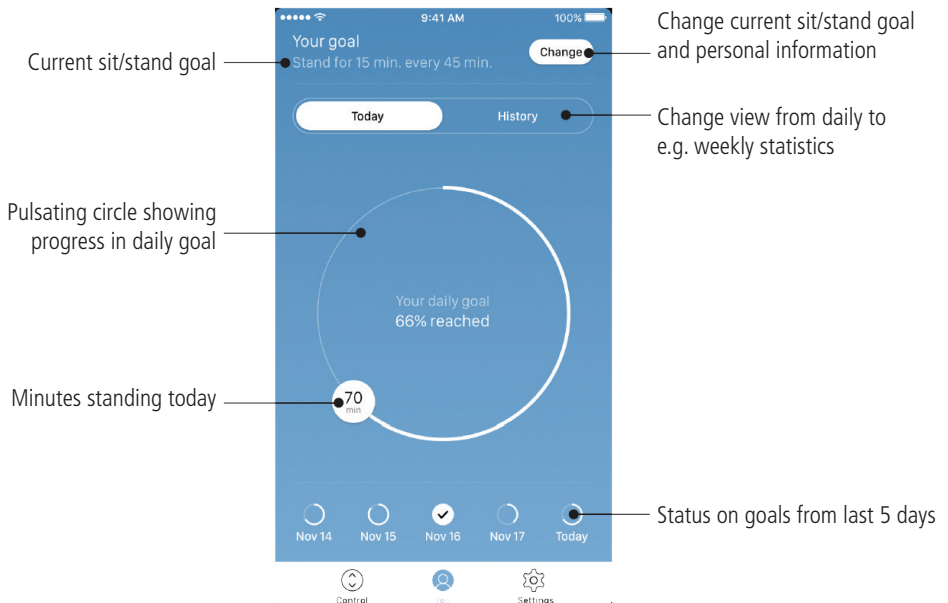 9:41 AM
100%
Your goal
Stand for 15 min. every 45 min.
Change
Change current sit/stand goal
and personal information
Current sit/stand goal
Today
History
Change view from daily to
e.g. weekly statistics
Pulsating circle showing
progress in daily goal
Your daily goal
66% reached
Minutes standing today
70
min
Nov 14
Nov 15
Nov 16
Nov 17
Today
Status on goals from last 5 days
Control
Settings